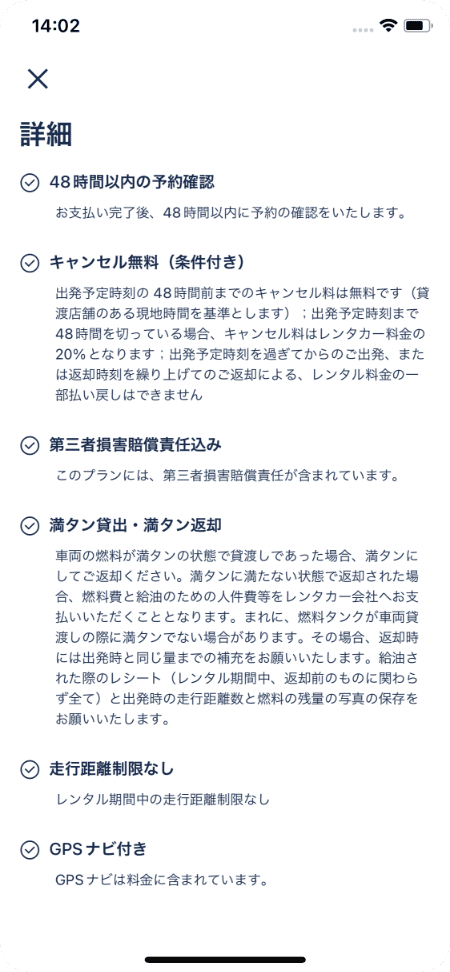 14:02
詳細
48時間以内の予約確認
お支払い完了後、48時間以内に予約の確認をいたします。
キャンセル無料（条件付き）
出発予定時刻の 48時間前までのキャンセル料は無料です（貸
渡店舗のある現地時間を基準とします）；出発予定時刻まで
48時間を切っている場合、キャンセル料はレンタカー料金の
20%となります；出発予定時刻を過ぎてからのご出発、また
は返却時刻を繰り上げてのご返却による、レンタル料金の一
部払い戻しはできません
第三者損害賠償責任込み
このプランには、第三者損害賠償責任が含まれています。
満タン貸出・満タン返却
車両の燃料が満タンの状態で貸渡しであった場合、満タンに
してご返却ください。満タンに満たない状態で返却された場
合、燃料費と給油のための人件費等をレンタカー会社へお支
払いいただくこととなります。まれに、燃料タンクが車両貸
渡しの際に満タンでない場合があります。その場合、返却時
には出発時と同じ量までの補充をお願いいたします。給油さ
れた際のレシート（レンタル期間中、返却前のものに関わら
ず全て）と出発時の走行距離数と燃料の残量の写真の保存を
お願いいたします。
走行距離制限なし
レンタル期間中の走行距離制限なし
GPSナビ付き
GPSナビは料金に含まれています。